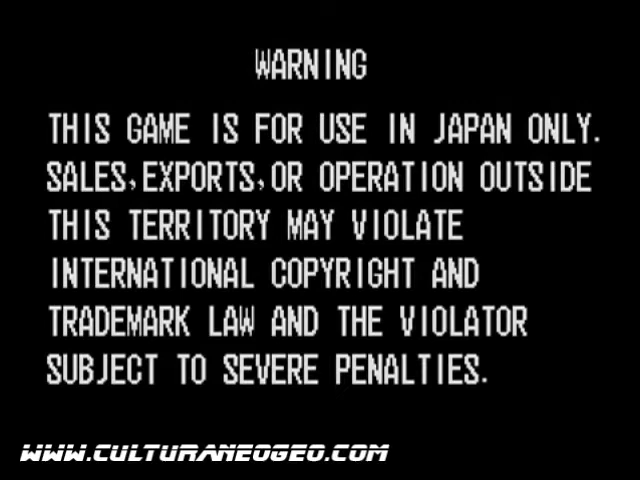 WARNING
THIS GAME IS FOR USE IN JAPAN ONLY.
SALES,EXPORTS,OR OPERATION OUTSIDE
THIS TERRITORY MAY VIOLATE
INTERNATIONAL COPYRIGHT AND
TRADEMARK LAW AND THE VIOLATOR
SUBJECT TO SEVERE PENALTIES.
WWW.CULTURANEOGEO.COM